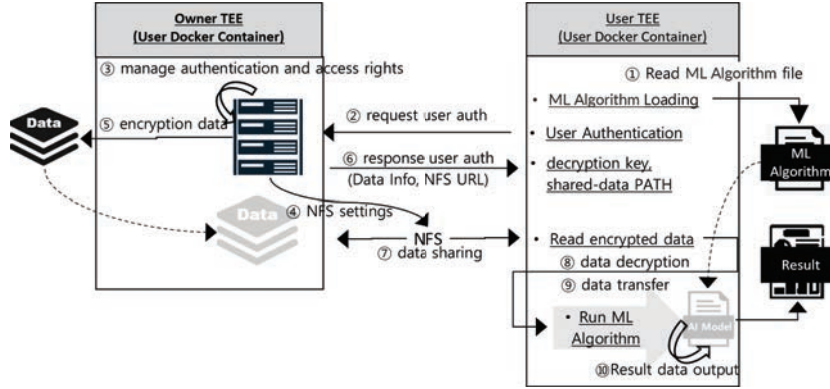 Owner TEE
(User Docker Container)
③ manage authentication and access rights
Data
⑤ encryption data
② request user auth
⑥ response user auth
(Data Info, NFS URL)
Data
④ NFS settings
NFS
⑦ data sharing
User TEE
(User Docker Container)
① Read ML Algorithm file
• ML Algorithm Loading
• User Authentication
• decryption key,
shared-data PATH
ML
Algorithm
• Read encrypted data
⑧ data decryption
⑨ data transfer
Result
• Run ML
Algorithm
AI Model
⑩Result data output